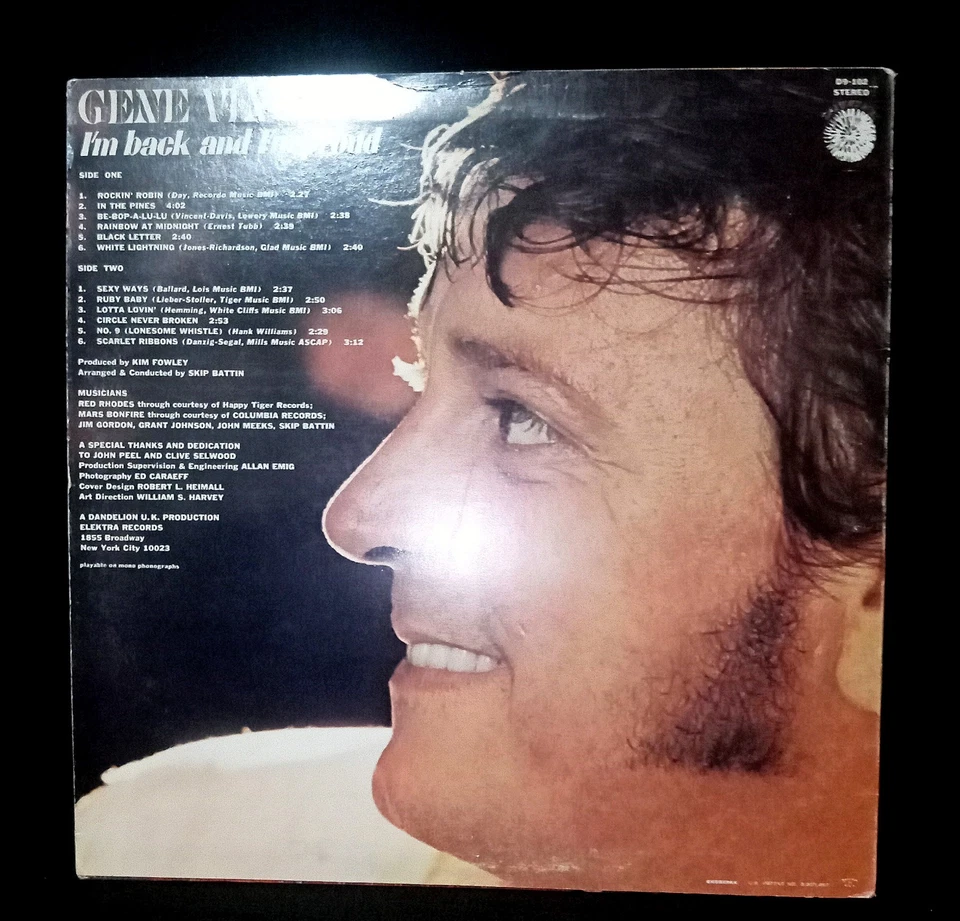 GENE
I'm back and
D9-102
STEREO
SIDE ONE
1. ROCKIN' ROBIN (Day, Recordo Music BMI) 2:27
2. IN THE PINES 4:02
3. BE-BOP-A-LU-LU (Vincent-Davis, Lowery Music BMI) 2:38
4. RAINBOW AT MIDNIGHT (Ernest Tubb) 2:38
5. BLACK LETTER 2:40
6. WHITE LIGHTNING (Jones-Richardson, Glad Music BMI) 2:40
SIDE TWO
1. SEXY WAYS (Ballard, Lois Music BMI) 2:37
2. RUBY BABY (Lieber-Stoller, Tiger Music BMI) 2:50
3. LOTTA LOVIN' (Hemming, White Cliffs Music BMI) 3:06
4. CIRCLE NEVER BROKEN 2:53
5. NO. 9 (LONESOME WHISTLE) (Hank Williams) 2:29
6. SCARLET RIBBONS (Danzig-Segal, Mills Music ASCAP) 3:12
Produced by KIM FOWLEY
Arranged & Conducted by SKIP BATTIN
MUSICIANS
RED RHODES through courtesy of Happy Tiger Records;
MARS BONFIRE through courtesy of COLUMBIA RECORDS;
JIM GORDON, GRANT JOHNSON, JOHN MEEKS, SKIP BATTIN
A SPECIAL THANKS AND DEDICATION
TO JOHN PEEL AND CLIVE SELWOOD
Production Supervision & Engineering ALLAN EMIG
Photography ED CARAEFF
Cover Design ROBERT L. HEIMALL
Art Direction WILLIAM S. HARVEY
A DANDELION U.K. PRODUCTION
ELEKTRA RECORDS
1855 Broadway
New York City 10023
playable on mono phonographs